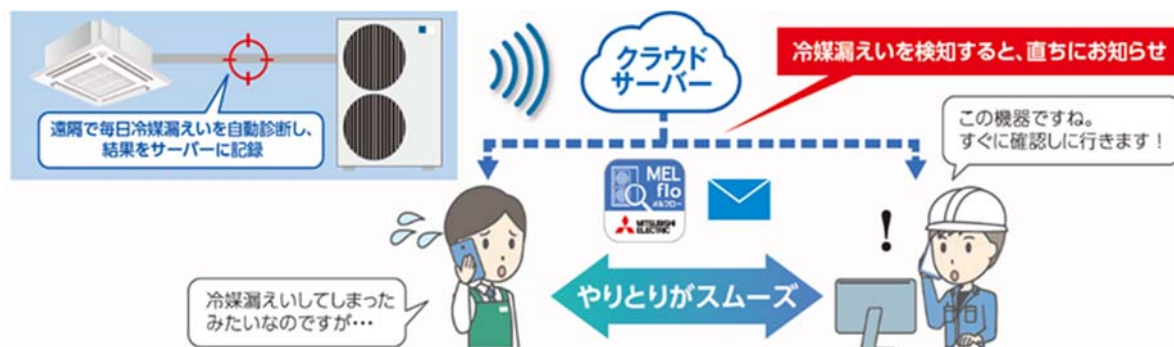 クラウド
サーバー
冷媒漏えいを検知すると、直ちにお知らせ
遠隔で毎日冷媒漏えいを自動診断し、
結果をサーバーに記録
この機器ですね。
すぐに確認しに行きます！
MEL
flo
メルフロー
MITSUBISHI
ELECTRIC
!
冷媒漏えいしてしまった
みたいなのですが…
やりとりがスムーズ